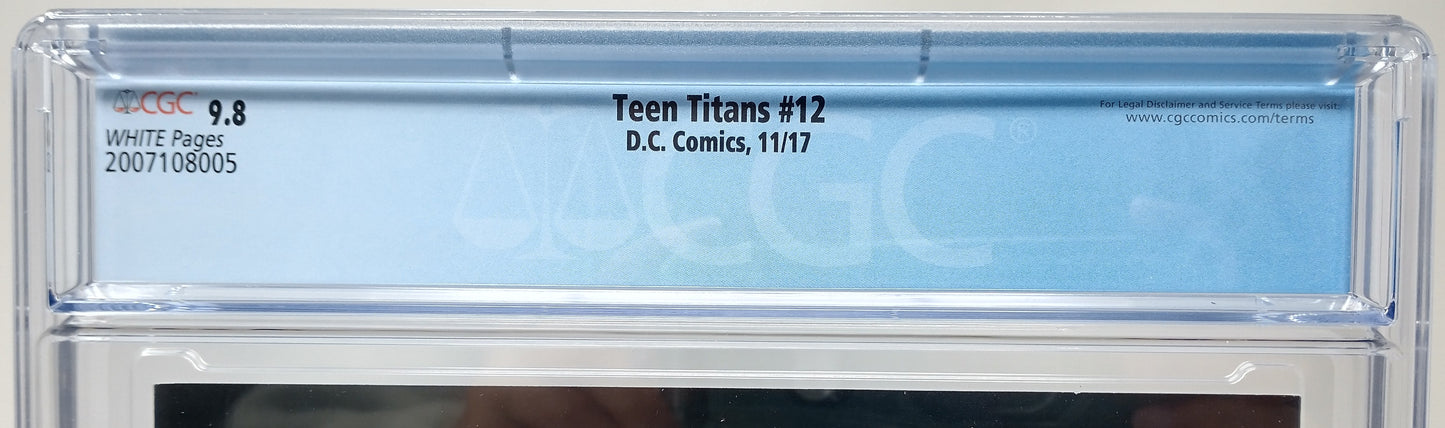 CGC 9.8
WHITE Pages
2007108005
Teen Titans #12
D.C. Comics, 11/17
For Legal Disclaimer and Service Terms please visit:
www.cgccomics.com/terms
CGC®